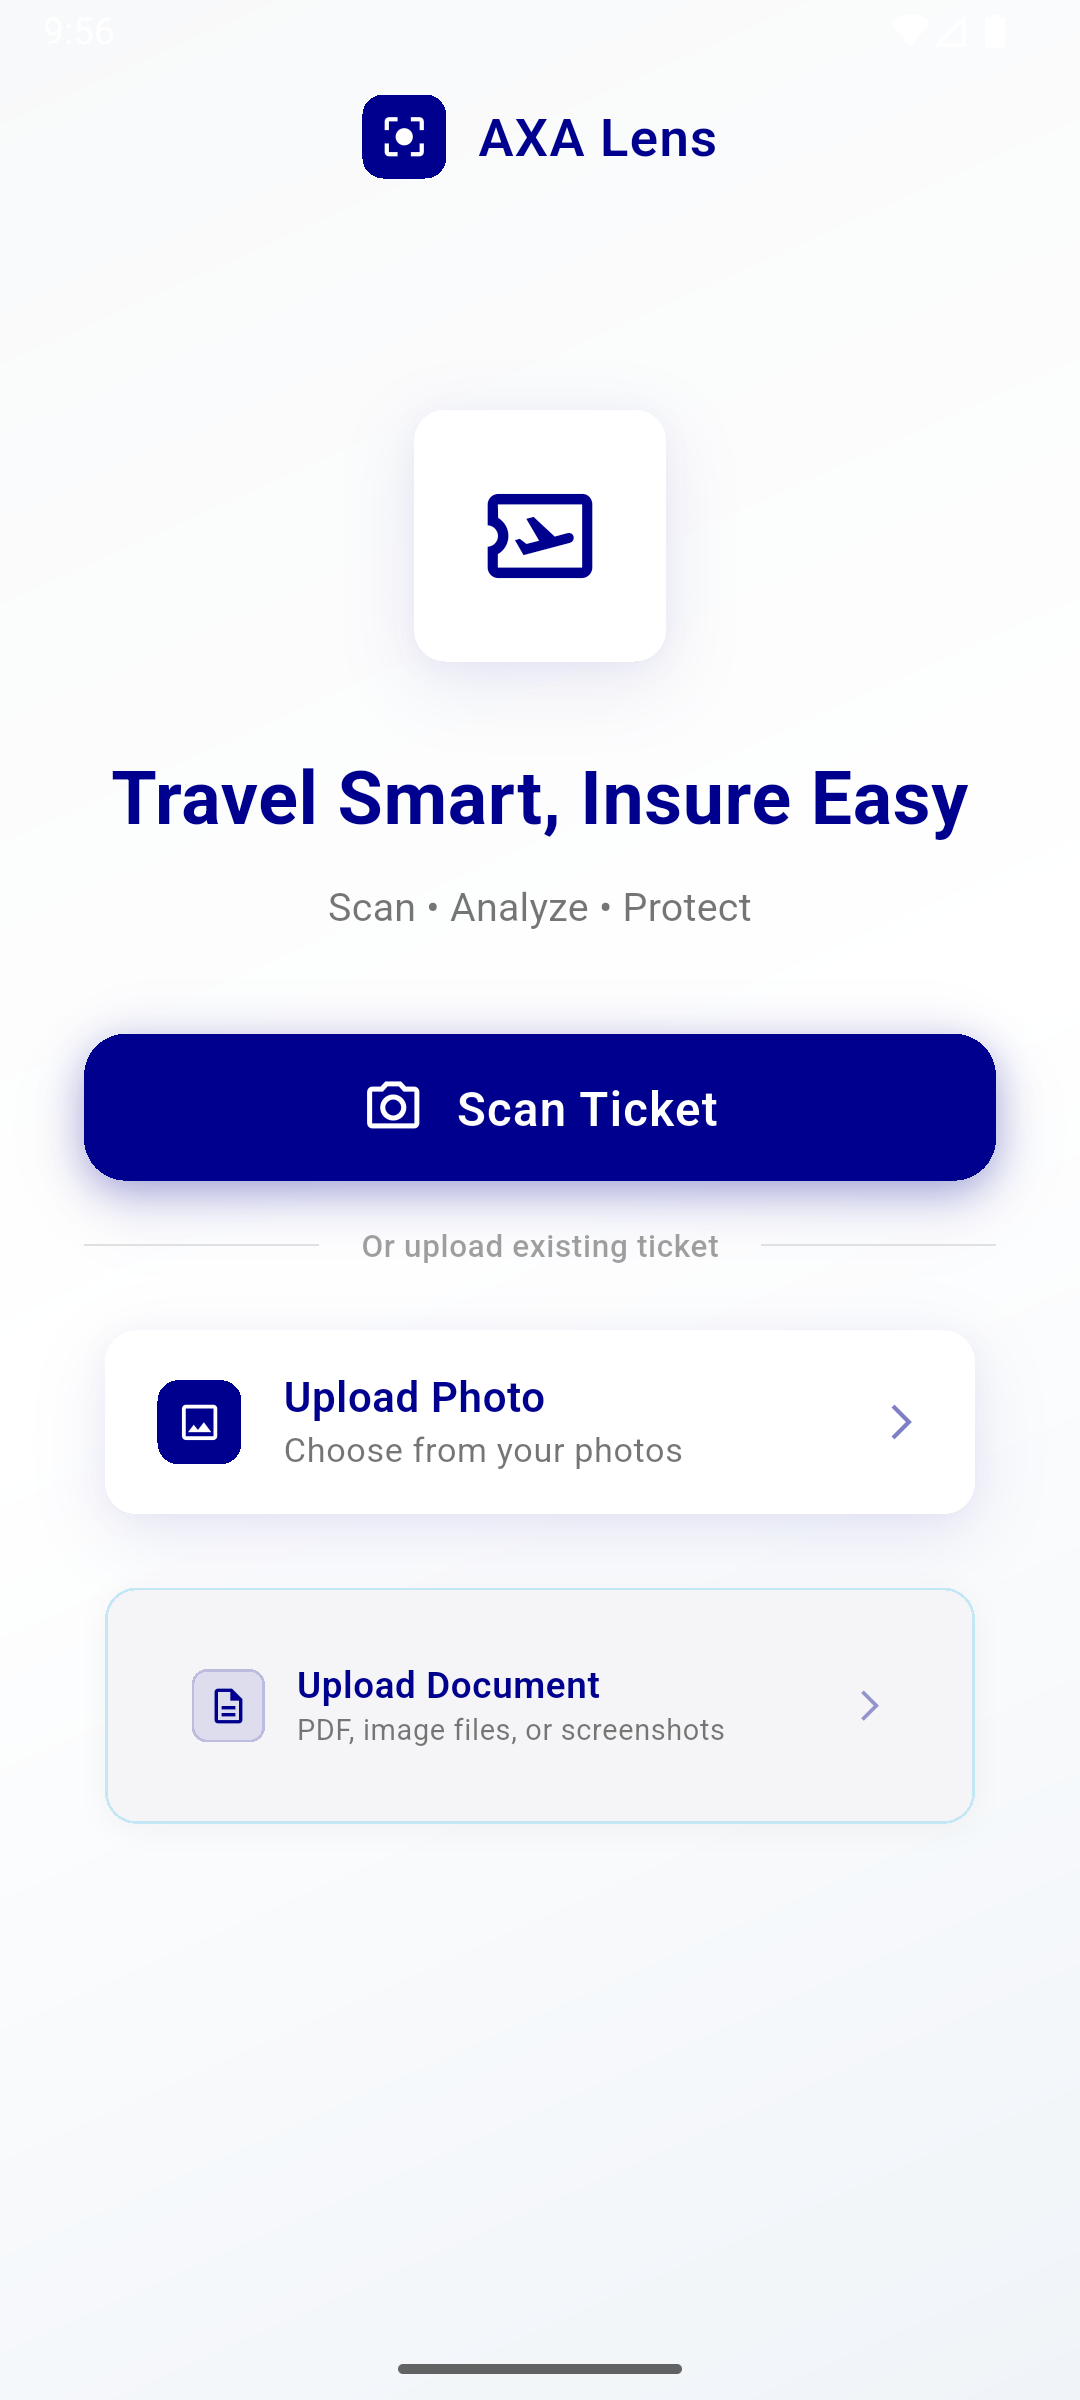 9:56
AXA Lens
Travel Smart, Insure Easy
Scan • Analyze • Protect
Scan Ticket
Or upload existing ticket
Upload Photo
Choose from your photos
Upload Document
PDF, image files, or screenshots